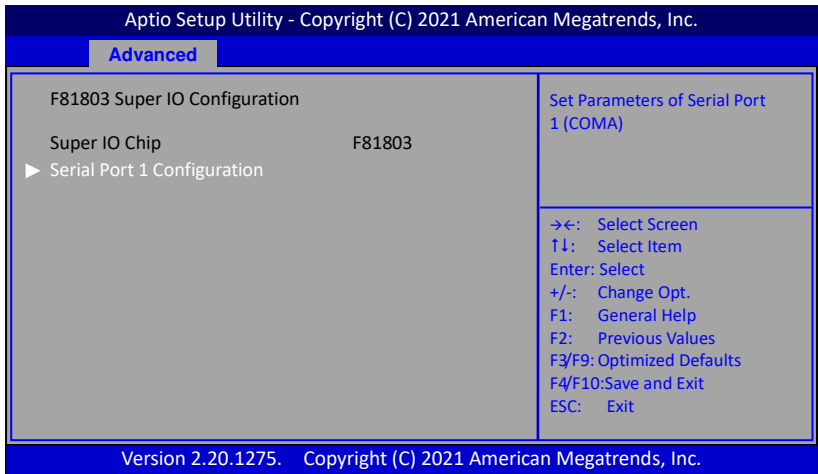 Aptio Setup Utility - Copyright (C) 2021 American Megatrends, Inc.
Advanced
F81803 Super IO Configuration
Super IO Chip F81803
► Serial Port 1 Configuration
Set Parameters of Serial Port
1 (COMA)
→←: Select Screen
↑↓: Select Item
Enter: Select
+/-: Change Opt.
F1: General Help
F2: Previous Values
F3/F9: Optimized Defaults
F4/F10:Save and Exit
ESC: Exit
Version 2.20.1275. Copyright (C) 2021 American Megatrends, Inc.